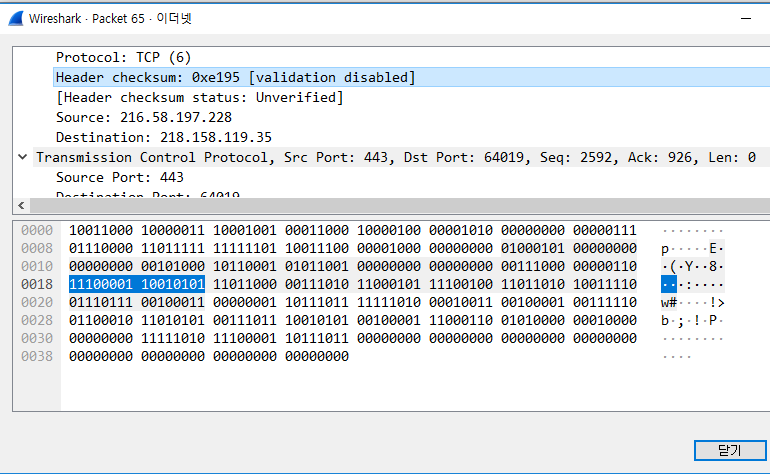 Wireshark · Packet 65 · 이더넷
Protocol: TCP (6)
Header checksum: 0xe195 [validation disabled]
[Header checksum status: Unverified]
Source: 216.58.197.228
Destination: 218.158.119.35
Transmission Control Protocol, Src Port: 443, Dst Port: 64019, Seq: 2592, Ack: 926, Len: 0
Source Port: 443
Destination Port: 64019
0000 10011000 10000011 10001001 00011000 10000100 00001010 00000000 00000111 ········
0008 01110000 11011111 11111101 10011100 00001000 00000000 01000101 00000000 p·····E·
0010 00000000 00101000 10110001 01011001 00000000 00000000 00111000 00000110 ·(·Y··8·
0018 11100001 10010101 11011000 00111010 11000101 11100100 11011010 10011110 ···:····
0020 01110111 00100011 00000001 10111011 11111010 00010011 00100001 00111110 w#····!>
0028 01100010 11010101 00111011 10010101 00100001 11000110 01010000 00010000 b·;·!·P·
0030 00000000 11111010 11100001 10111011 00000000 00000000 00000000 00000000 ········
0038 00000000 00000000 00000000 00000000 ····
닫기